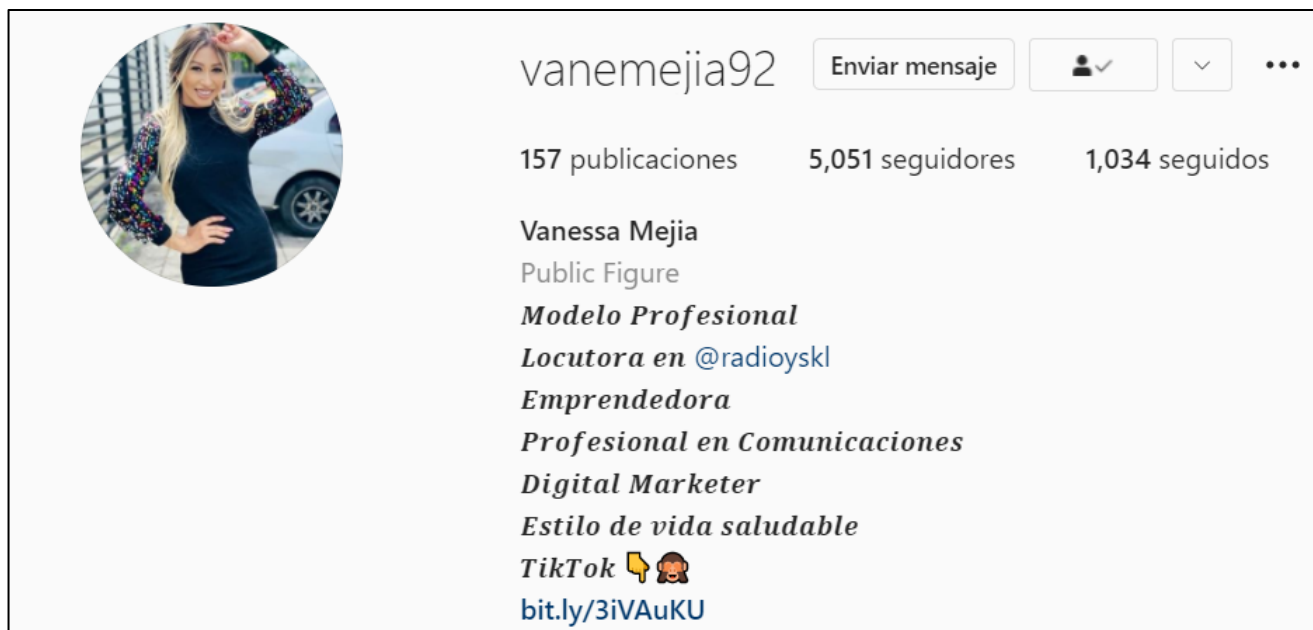 vanemejia92 Enviar mensaje
157 publicaciones 5,051 seguidores 1,034 seguidos
Vanessa Mejia
Public Figure
Modelo Profesional
Locutora en @radioyskl
Emprendedora
Profesional en Comunicaciones
Digital Marketer
Estilo de vida saludable
TikTok 👇🙈
bit.ly/3iVAuKU